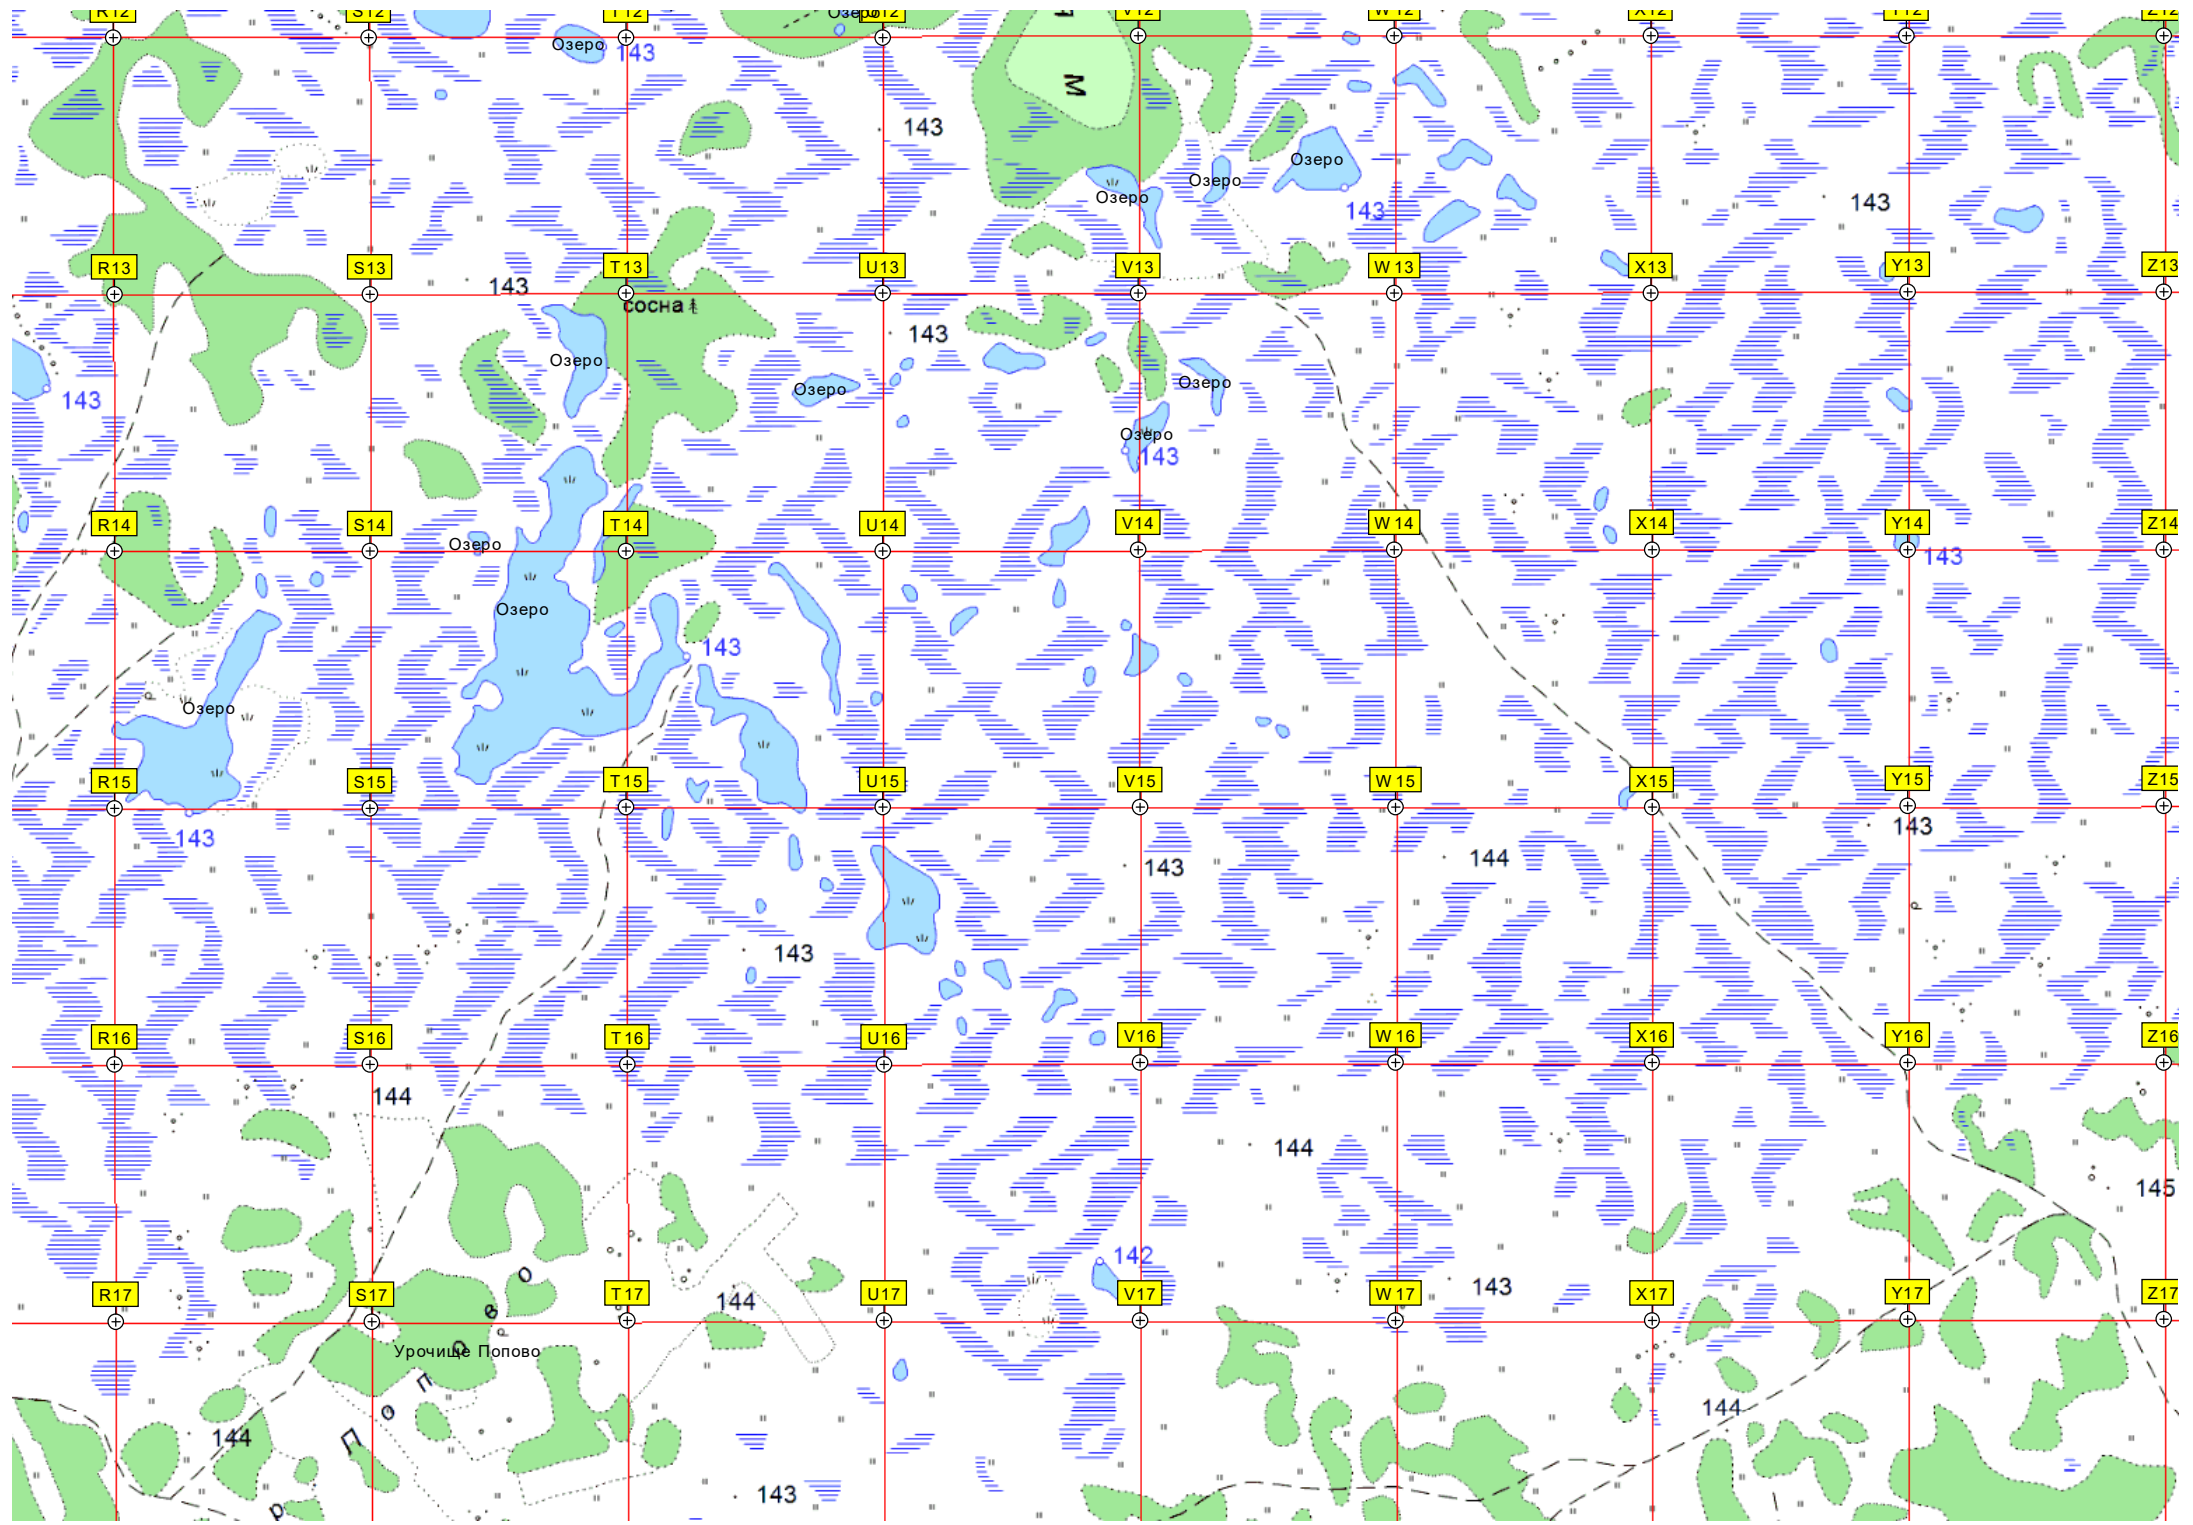 R12 S12 T12 Озеро U12 V12 W12 X12 Y12 Z12
Озеро 143
М
143
Озеро
Озеро
Озеро
143
143
R13 S13 T13 U13 V13 W13 X13 Y13 Z13
143
сосна
143
Озеро
Озеро
Озеро
143
Озеро
143
R14 S14 T14 U14 V14 W14 X14 Y14 Z14
Озеро
143
Озеро
143
Озеро
R15 S15 T15 U15 V15 W15 X15 Y15 Z15
143
143
143
144
143
R16 S16 T16 U16 V16 W16 X16 Y16 Z16
144
144
145
142
R17 S17 T17 U17 V17 W17 X17 Y17 Z17
143
144
Урочище Попово
р о П о п о в о
144
144
143